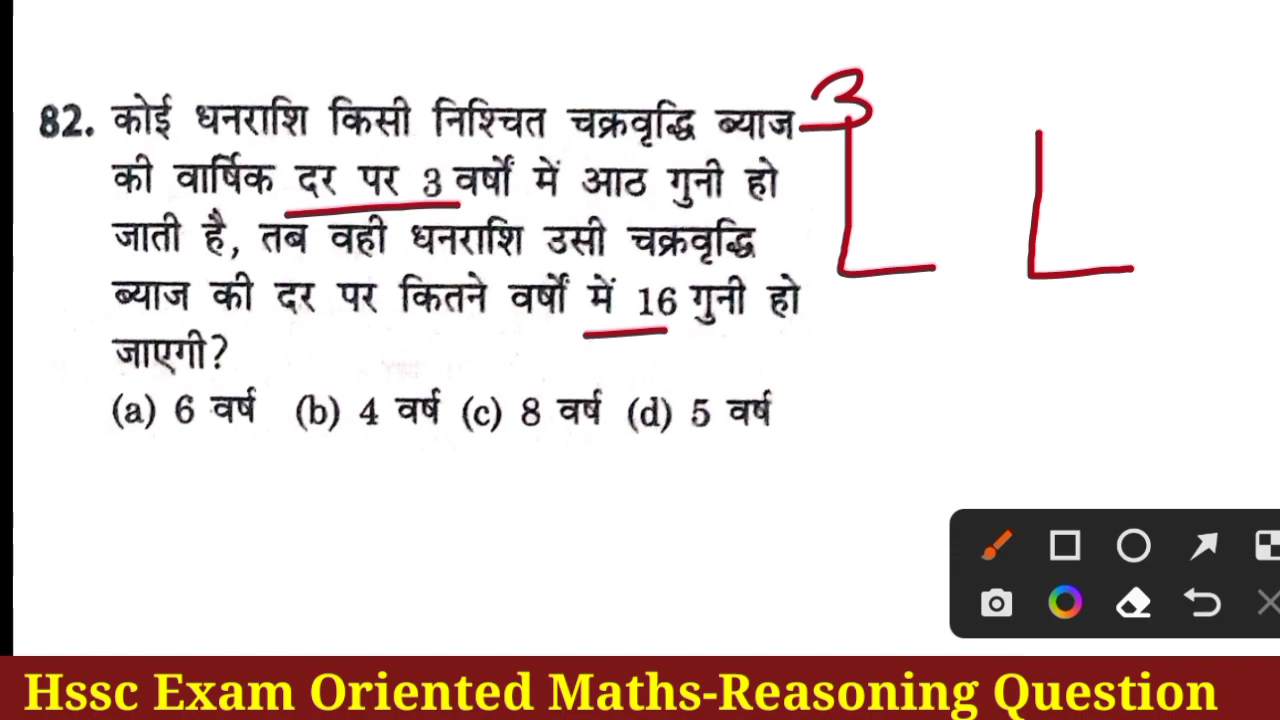 82. कोई धनराशि किसी निश्चित चक्रवृद्धि ब्याज 3
की वार्षिक दर पर 3 वर्षों में आठ गुनी हो
जाती है, तब वही धनराशि उसी चक्रवृद्धि
ब्याज की दर पर कितने वर्षों में 16 गुनी हो
जाएगी?
(a) 6 वर्ष (b) 4 वर्ष (c) 8 वर्ष (d) 5 वर्ष
Hssc Exam Oriented Maths-Reasoning Question